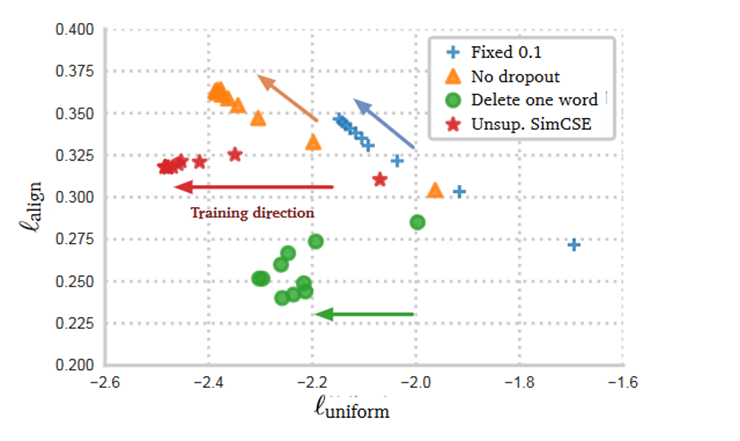 0.400
0.375
0.350
0.325
0.300
0.275
0.250
0.225
0.200
ℓalign
Fixed 0.1
No dropout
Delete one word
Unsup. SimCSE
Training direction
−2.6 −2.4 −2.2 −2.0 −1.8 −1.6
ℓuniform